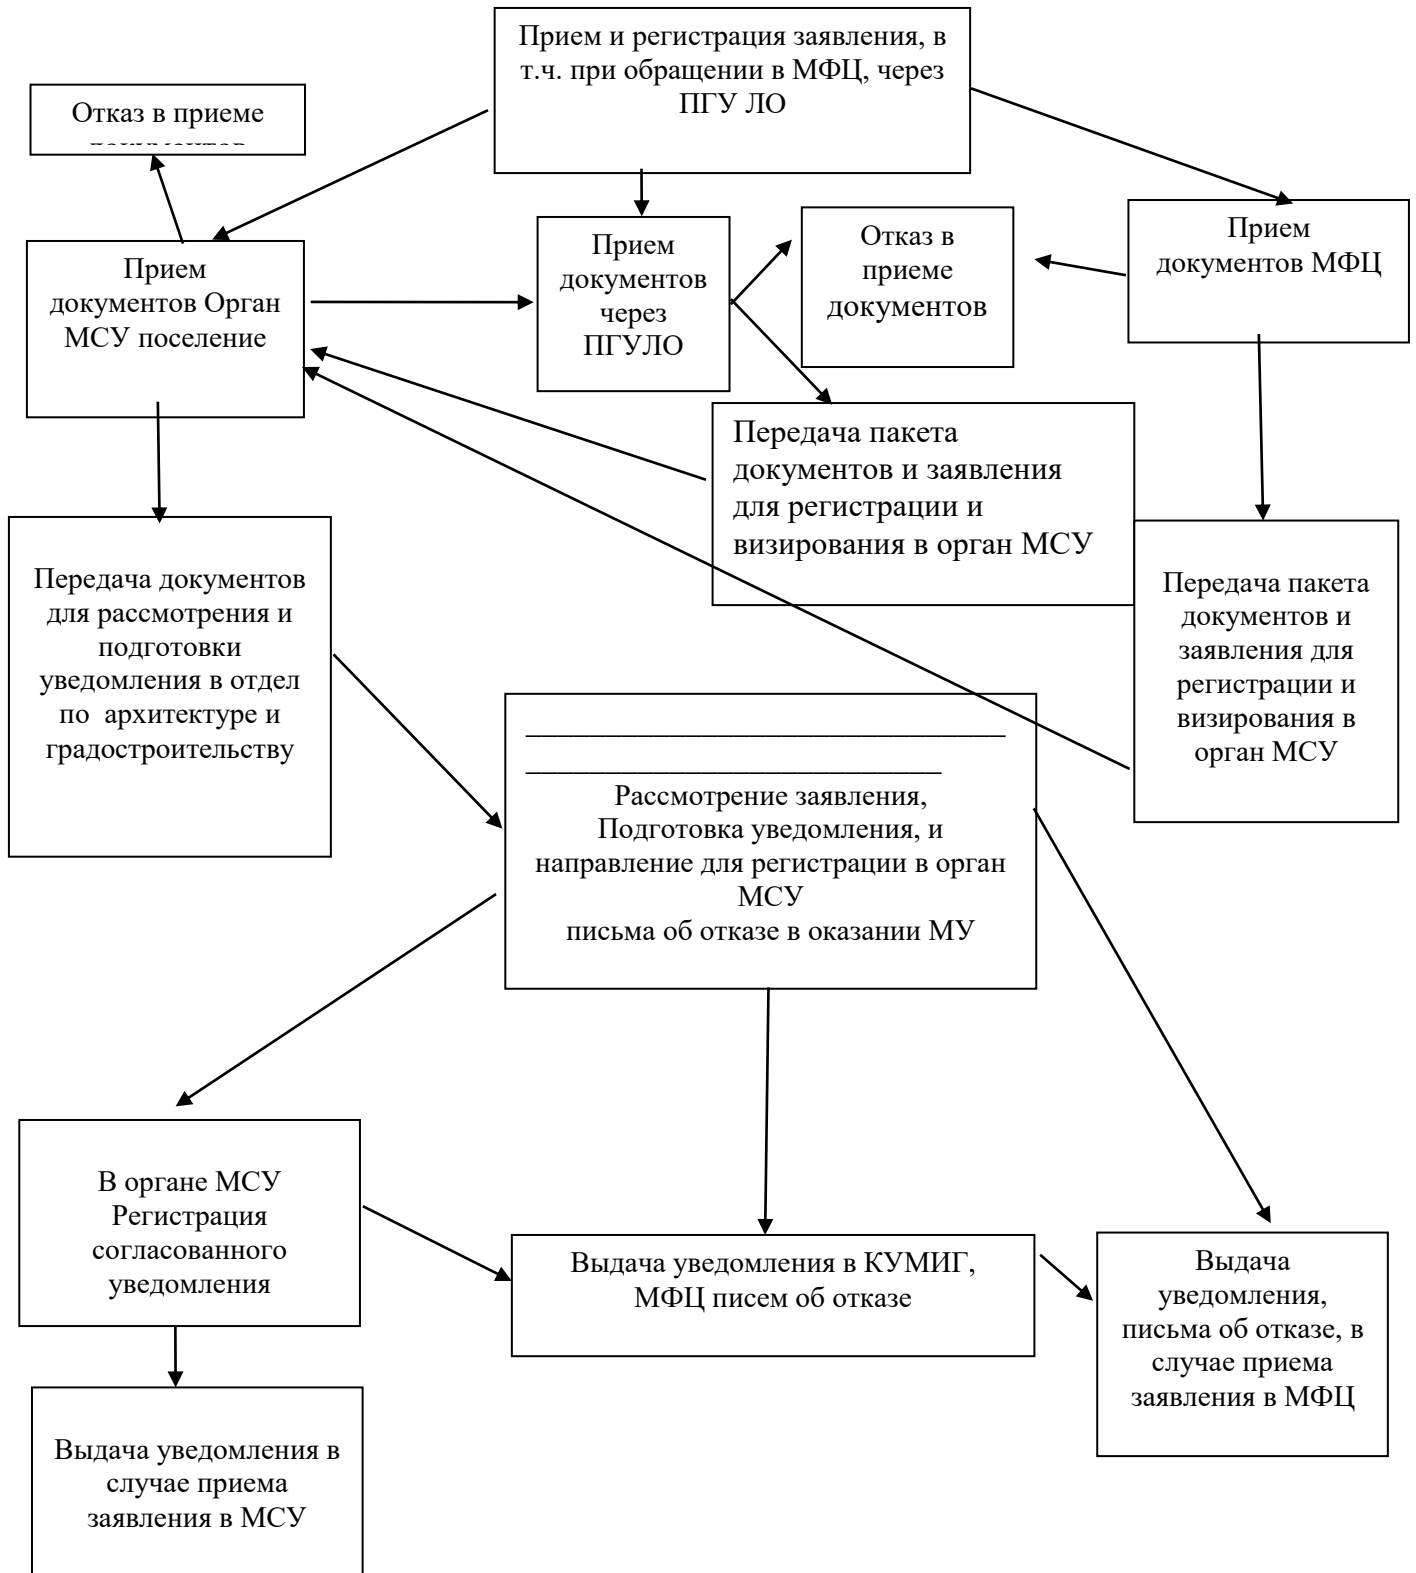 Прием и регистрация заявления, в
т.ч. при обращении в МФЦ, через
ПГУ ЛО
Отказ в приеме
Прием
документов Орган
МСУ поселение
Прием
документов
через
ПГУЛО
Отказ в
приеме
документов
Прием
документов МФЦ
Передача пакета
документов и заявления
для регистрации и
визирования в орган МСУ
Передача документов
для рассмотрения и
подготовки
уведомления в отдел
по архитектуре и
градостроительству
Передача пакета
документов и
заявления для
регистрации и
визирования в
орган МСУ
Рассмотрение заявления,
Подготовка уведомления, и
направление для регистрации в орган
МСУ
письма об отказе в оказании МУ
В органе МСУ
Регистрация
согласованного
уведомления
Выдача уведомления в КУМИГ,
МФЦ писем об отказе
Выдача
уведомления,
письма об отказе, в
случае приема
заявления в МФЦ
Выдача уведомления в
случае приема
заявления в МСУ